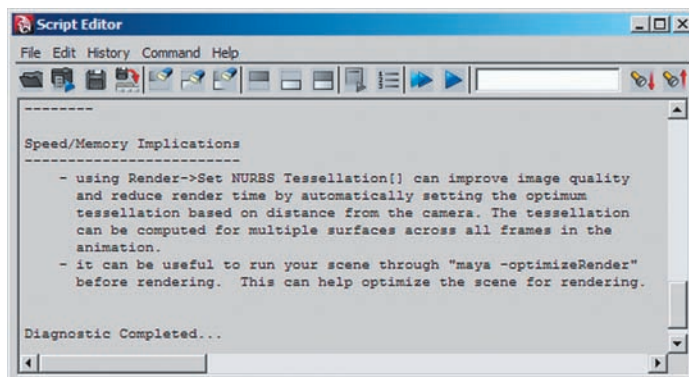 Script Editor
File Edit History Command Help
--------
Speed/Memory Implications
-------------------------
- using Render->Set NURBS Tessellation[] can improve image quality
and reduce render time by automatically setting the optimum
tessellation based on distance from the camera. The tessellation
can be computed for multiple surfaces across all frames in the
animation.
- it can be useful to run your scene through "maya -optimizeRender"
before rendering.  This can help optimize the scene for rendering.
Diagnostic Completed...